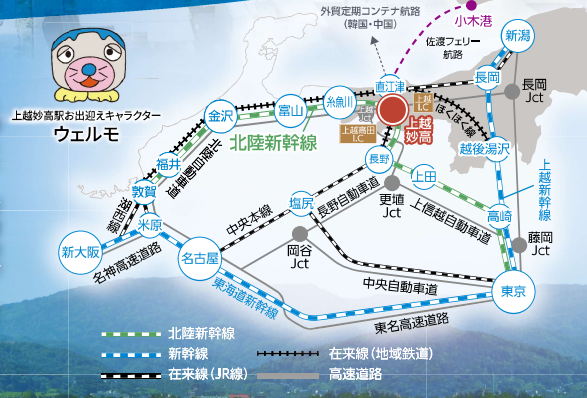 外貿定期コンテナ航路
(韓国・中国)
小木港
佐渡フェリー
航路
新潟
直江津
長岡
長岡
Jct
上越妙高駅お出迎えキャラクター
ウェルモ
糸魚川
富山
金沢
上越
Jct
上越
I.C
上越高田
I.C
上越
妙高
ほくほく線
越後湯沢
北陸新幹線
福井
北陸自動車道
敦賀
湖西線
米原
新大阪
名神高速道路
名古屋
中央本線
塩尻
長野自動車道
長野
上田
更埴
Jct
上信越自動車道
高崎
上越新幹線
藤岡
Jct
岡谷
Jct
中央自動車道
東京
東海道新幹線
東名高速道路
北陸新幹線
新幹線
在来線(JR線)
在来線(地域鉄道)
高速道路